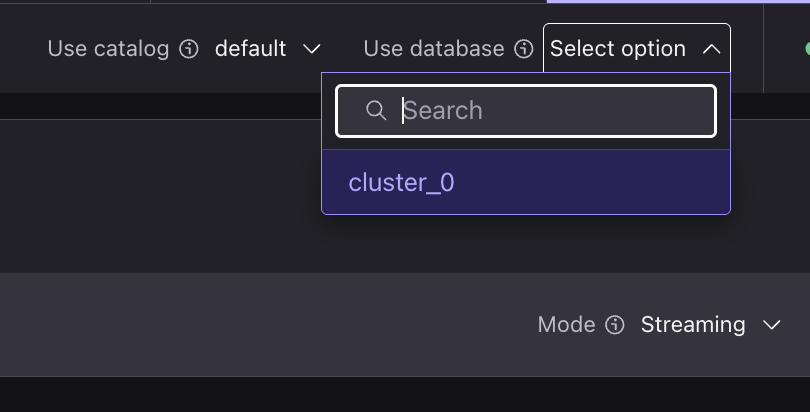 Use catalog default Use database Select option
Search
cluster_0
Mode Streaming